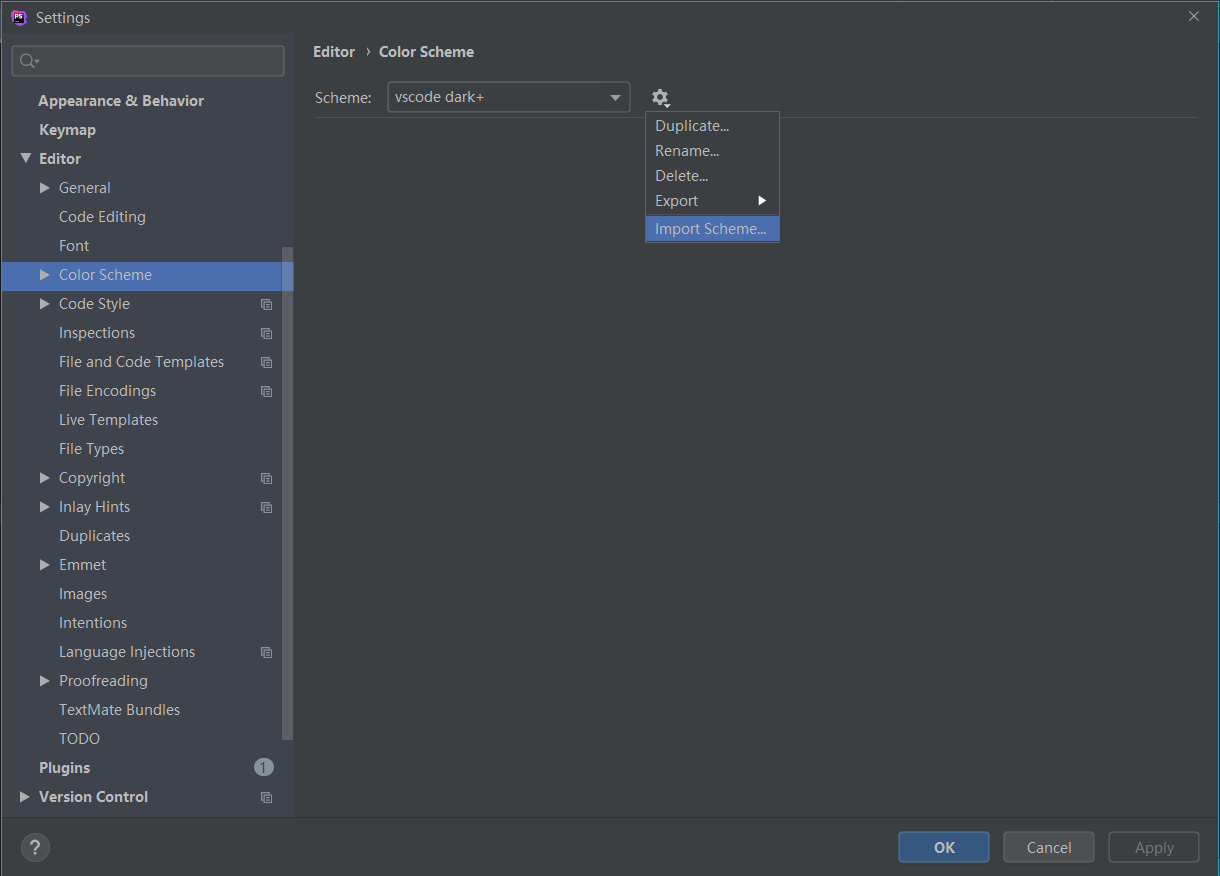 PS Settings
Editor › Color Scheme
Scheme: vscode dark+
Duplicate...
Rename...
Delete...
Export
Import Scheme...
Appearance & Behavior
Keymap
Editor
General
Code Editing
Font
Color Scheme
Code Style
Inspections
File and Code Templates
File Encodings
Live Templates
File Types
Copyright
Inlay Hints
Duplicates
Emmet
Images
Intentions
Language Injections
Proofreading
TextMate Bundles
TODO
Plugins 1
Version Control
? OK Cancel Apply